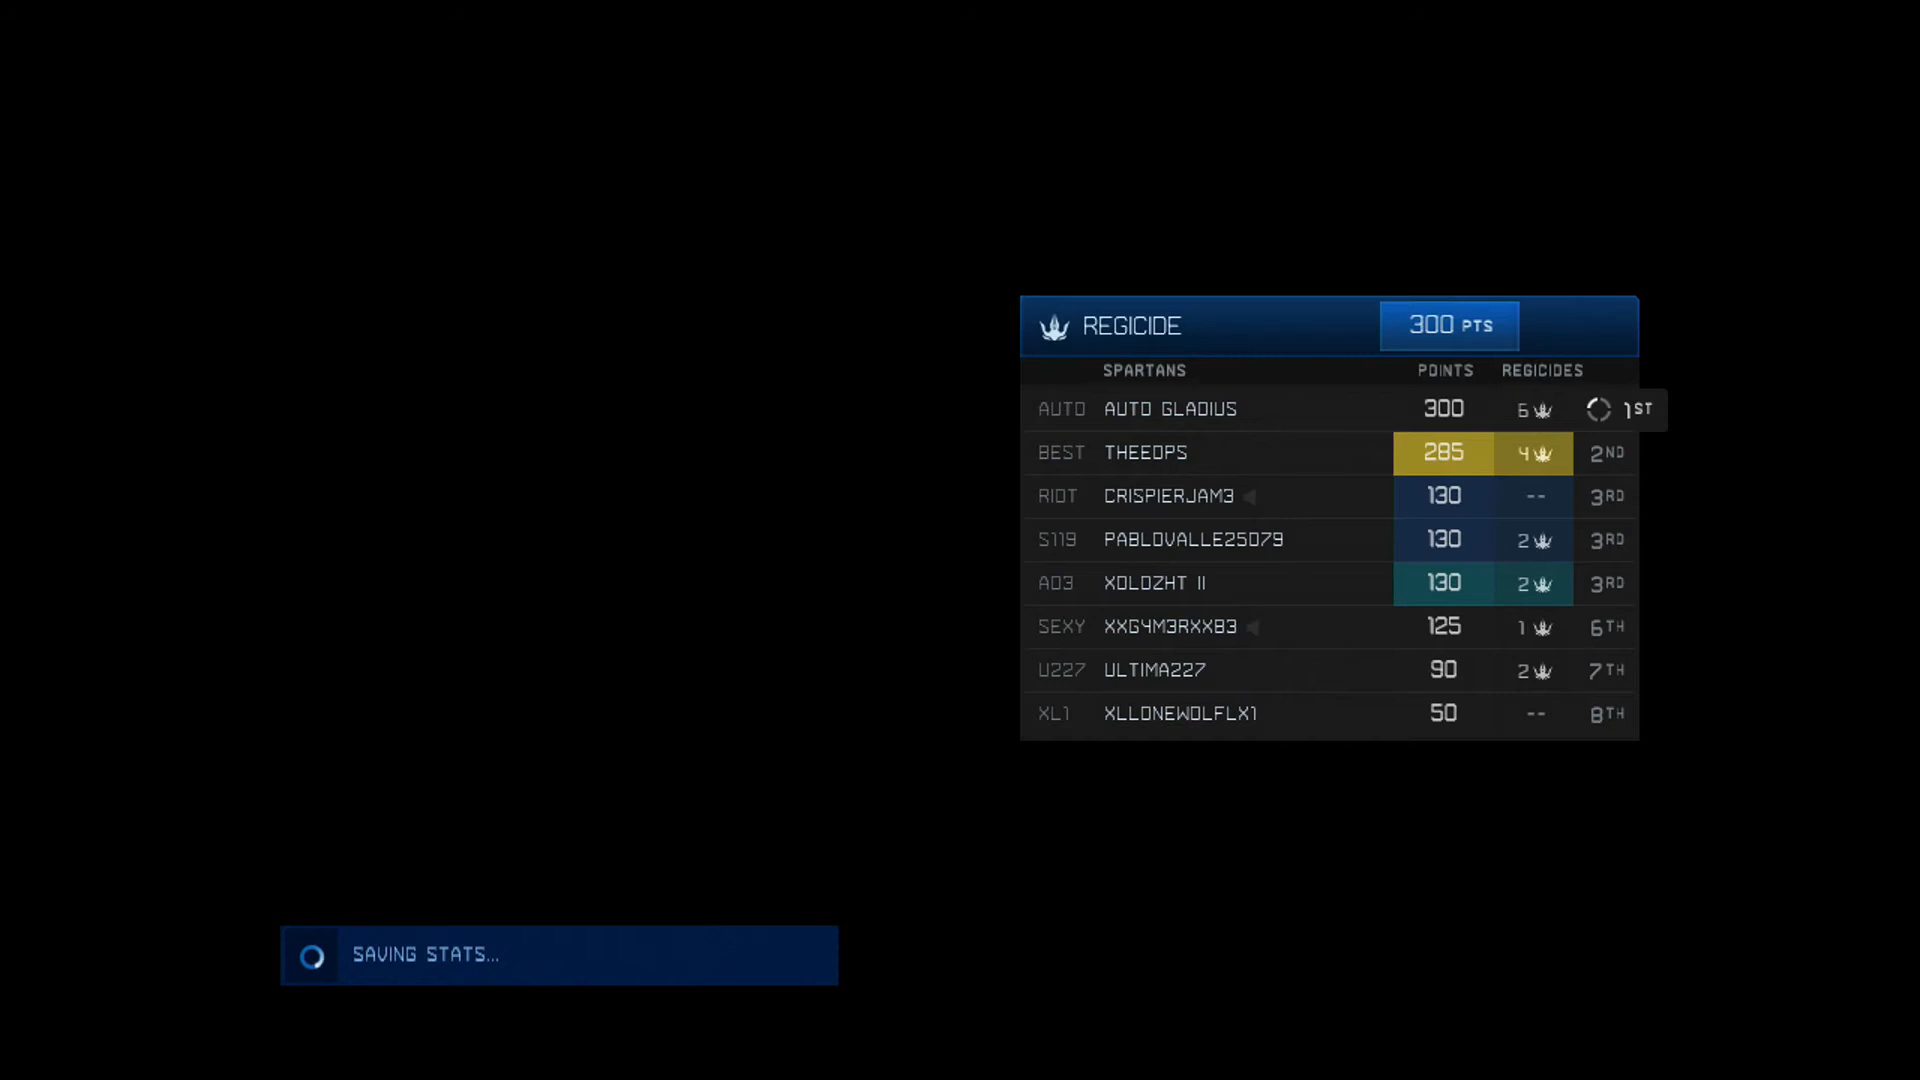 REGICIDE 300 PTS
SPARTANS POINTS REGICIDES
AUTO AUTO GLADIUS 300 6 1ST
BEST THEEOPS 285 4 2ND
RIOT CRISPIERJAM3 130 -- 3RD
S119 PABLOVALLE25079 130 2 3RD
AO3 XOLOZHT II 130 2 3RD
SEXY XXG4M3RXXB3 125 1 6TH
U227 ULTIMA227 90 2 7TH
XL1 XLLONEWOLFLX1 50 -- 8TH
SAVING STATS...